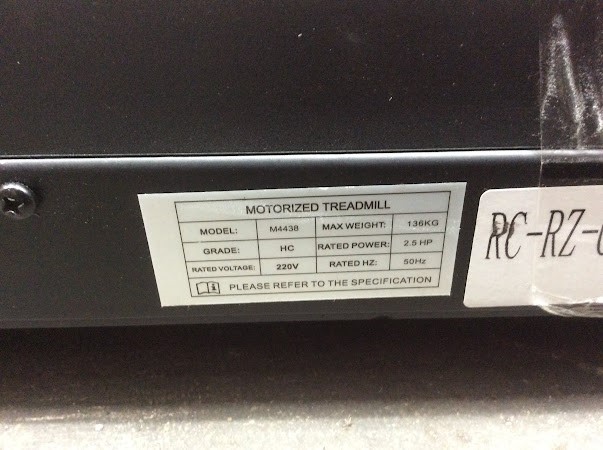 MOTORIZED TREADMILL
MODEL: M4438 MAX WEIGHT: 136KG
GRADE: HC RATED POWER: 2.5 HP
RATED VOLTAGE: 220V RATED HZ: 50Hz
PLEASE REFER TO THE SPECIFICATION
RC-RZ-